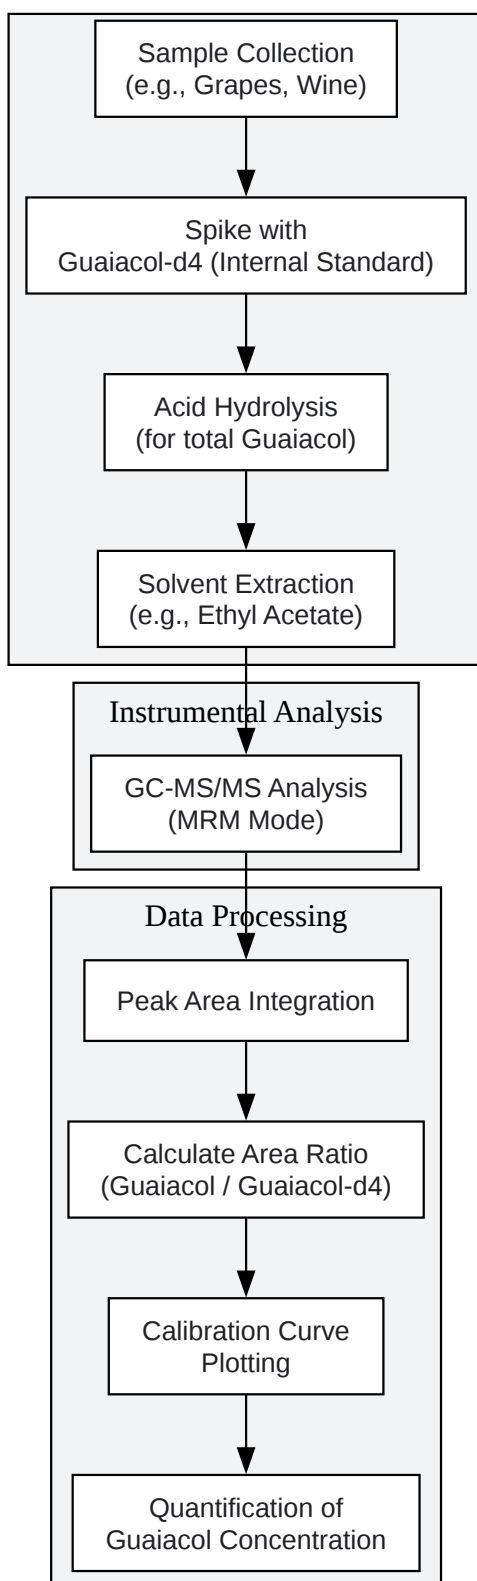 Sample Collection
(e.g., Grapes, Wine)
Spike with
Guaiacol-d4 (Internal Standard)
Acid Hydrolysis
(for total Guaiacol)
Solvent Extraction
(e.g., Ethyl Acetate)
Instrumental Analysis
GC-MS/MS Analysis
(MRM Mode)
Data Processing
Peak Area Integration
Calculate Area Ratio
(Guaiacol / Guaiacol-d4)
Calibration Curve
Plotting
Quantification of
Guaiacol Concentration